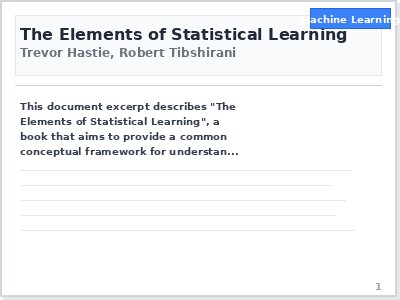 achine Learning
The Elements of Statistical Learning
Trevor Hastie, Robert Tibshirani
This document excerpt describes "The
Elements of Statistical Learning", a
book that aims to provide a common
conceptual framework for understan...
1